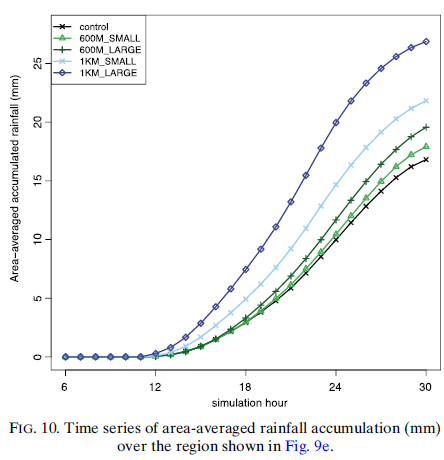 control
600M_SMALL
600M_LARGE
1KM_SMALL
1KM_LARGE
Area−averaged accumulated rainfall (mm)
25
20
15
10
5
0
6
12
18
24
30
simulation hour
FIG. 10. Time series of area-averaged rainfall accumulation (mm)
over the region shown in Fig. 9e.